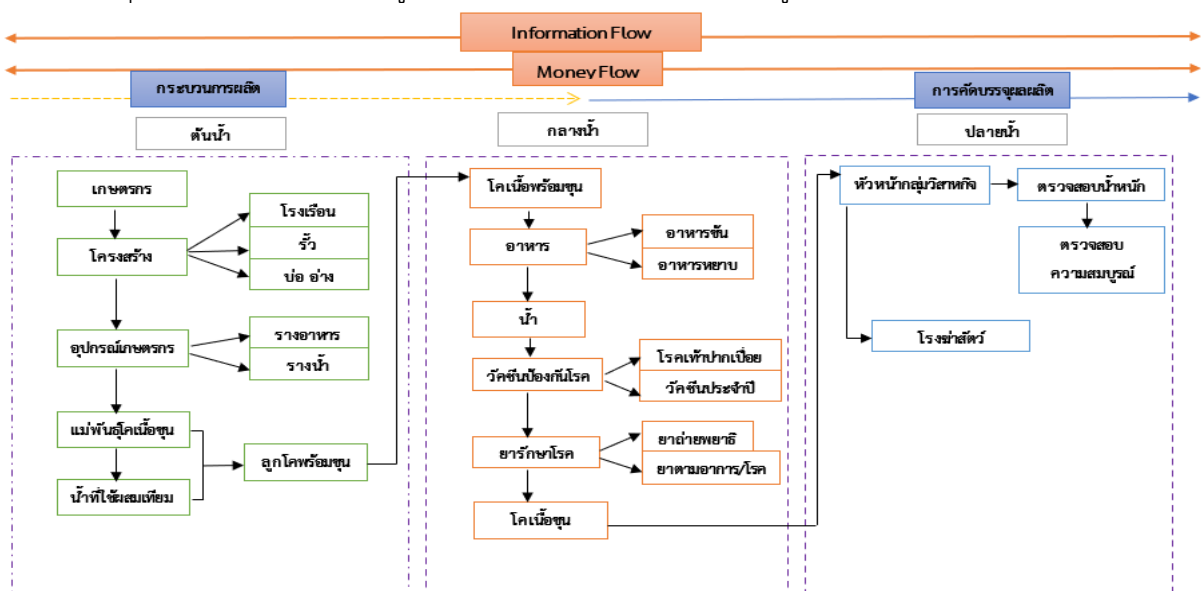 Information Flow
Money Flow
กระบวนการผลิต
การคัดบรรจุผลผลิต
ต้นน้ำ
กลางน้ำ
ปลายน้ำ
เกษตรกร
โครงสร้าง
โรงเรือน
รั้ว
บ่อ อ่าง
อุปกรณ์เกษตรกร
รางอาหาร
รางน้ำ
แม่พันธุ์โคเนื้อขุน
น้ำที่ใช้ผสมเทียม
ลูกโคพร้อมขุน
โคเนื้อพร้อมขุน
อาหาร
อาหารข้น
อาหารหยาบ
น้ำ
วัคซีนป้องกันโรค
โรคเท้าปากเปื่อย
วัคซีนประจำปี
ยารักษาโรค
ยาถ่ายพยาธิ
ยาตามอาการ/โรค
โคเนื้อขุน
หัวหน้ากลุ่มวิสาหกิจ
ตรวจสอบน้ำหนัก
ตรวจสอบ
ความสมบูรณ์
โรงฆ่าสัตว์